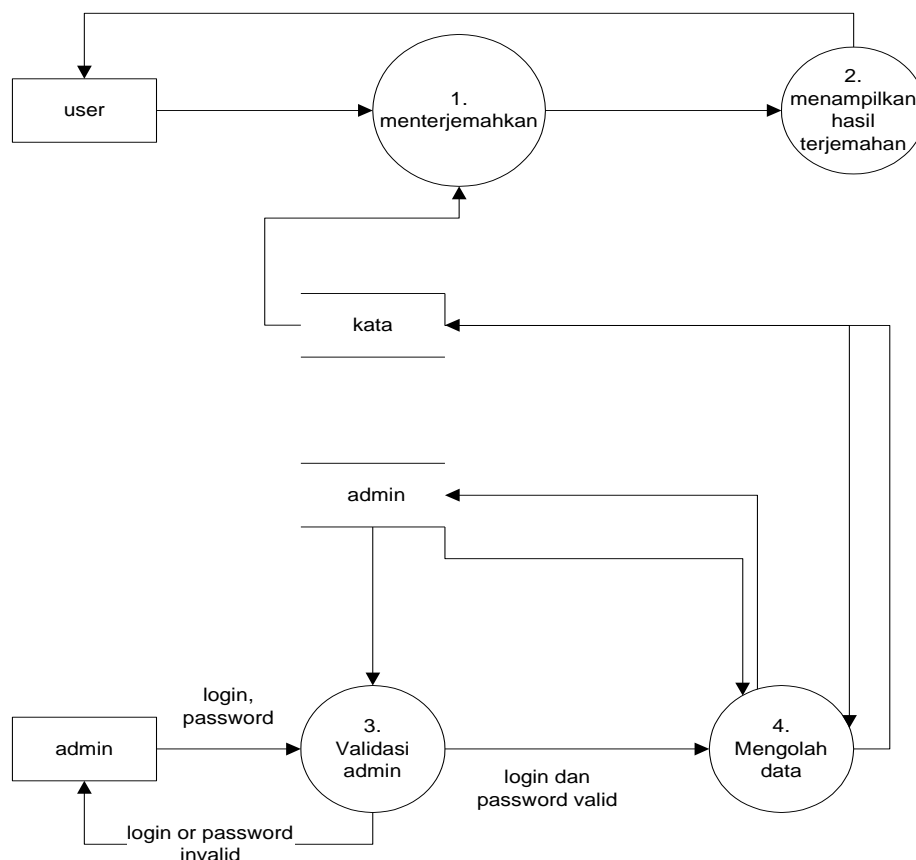 user
1.
menterjemahkan
2.
menampilkan
hasil
terjemahan
kata
admin
login,
password
admin
3.
Validasi
admin
4.
Mengolah
data
login dan
password valid
login or password
invalid